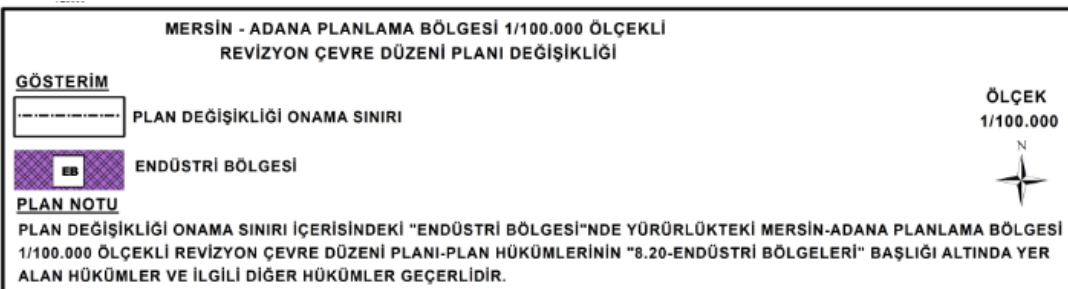 MERSİN - ADANA PLANLAMA BÖLGESİ 1/100.000 ÖLÇEKLİ
REVİZYON ÇEVRE DÜZENİ PLANI DEĞİŞİKLİĞİ
GÖSTERİM
PLAN DEĞİŞİKLİĞİ ONAMA SINIRI
ÖLÇEK
1/100.000
N
EB
ENDÜSTRİ BÖLGESİ
PLAN NOTU
PLAN DEĞİŞİKLİĞİ ONAMA SINIRI İÇERİSİNDEKİ "ENDÜSTRİ BÖLGESİ"NDE YÜRÜRLÜKTEKİ MERSİN-ADANA PLANLAMA BÖLGESİ
1/100.000 ÖLÇEKLİ REVİZYON ÇEVRE DÜZENİ PLANI-PLAN HÜKÜMLERİNİN "8.20-ENDÜSTRİ BÖLGELERİ" BAŞLIĞI ALTINDA YER
ALAN HÜKÜMLER VE İLGİLİ DİĞER HÜKÜMLER GEÇERLİDİR.